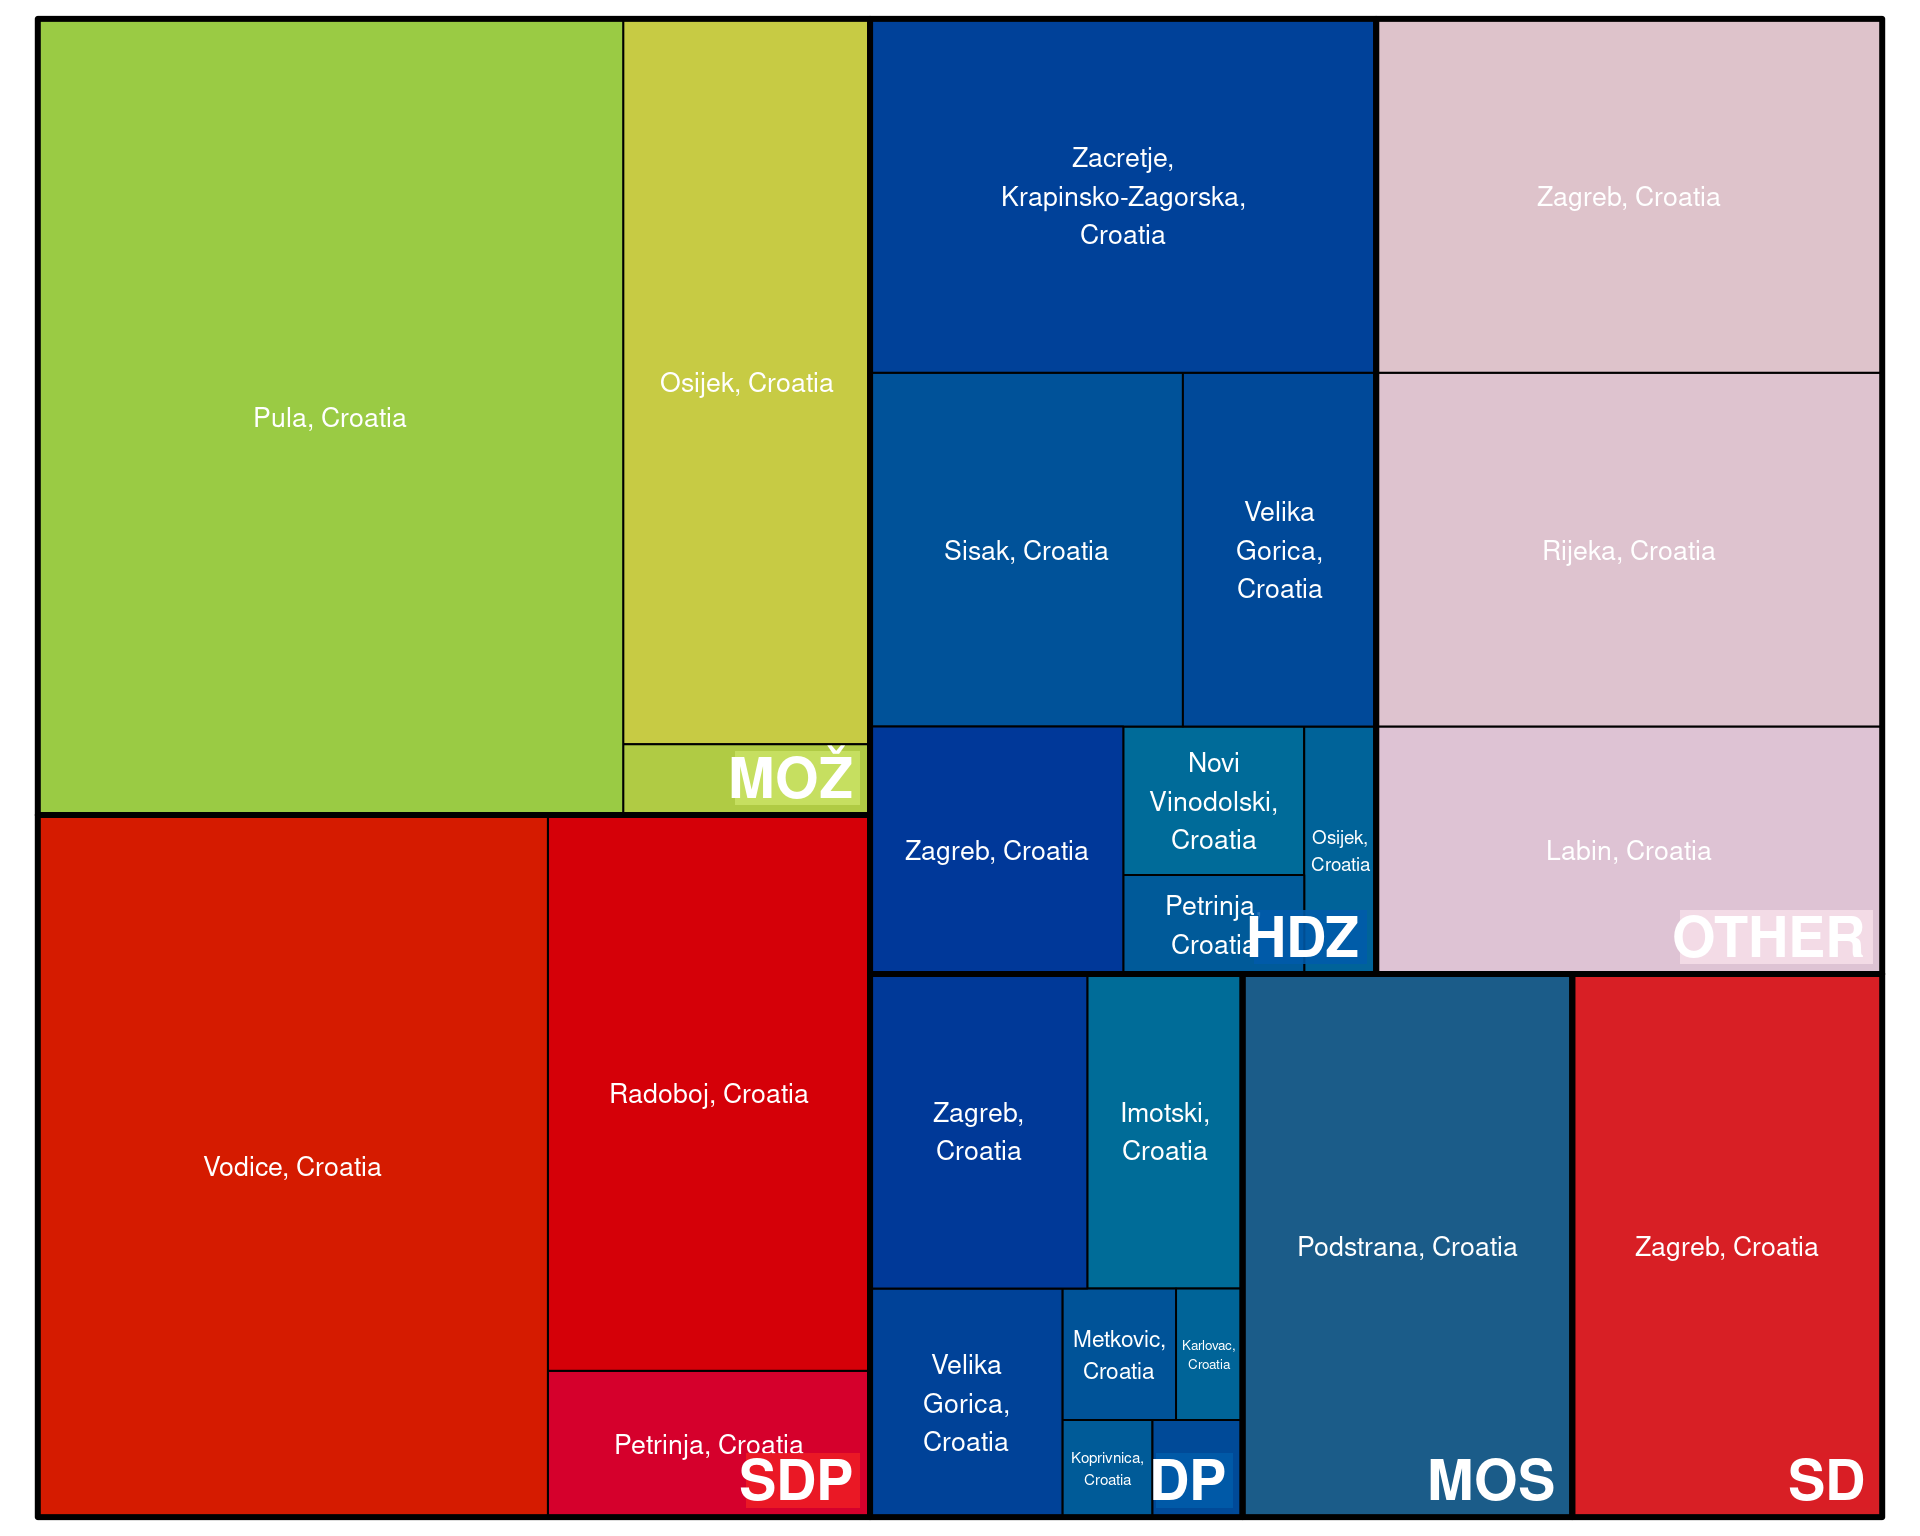 Pula, Croatia
Osijek, Croatia
MOŽ
Zacretje,
Krapinsko-Zagorska,
Croatia
Sisak, Croatia
Velika
Gorica,
Croatia
Zagreb, Croatia
Novi
Vinodolski,
Croatia
Osijek,
Croatia
Petrinja,
Croatia
HDZ
Zagreb, Croatia
Rijeka, Croatia
Labin, Croatia
OTHER
Vodice, Croatia
Radoboj, Croatia
Petrinja, Croatia
SDP
Zagreb,
Croatia
Imotski,
Croatia
Velika
Gorica,
Croatia
Metkovic,
Croatia
Karlovac,
Croatia
Koprivnica,
Croatia
DP
Podstrana, Croatia
MOS
Zagreb, Croatia
SD